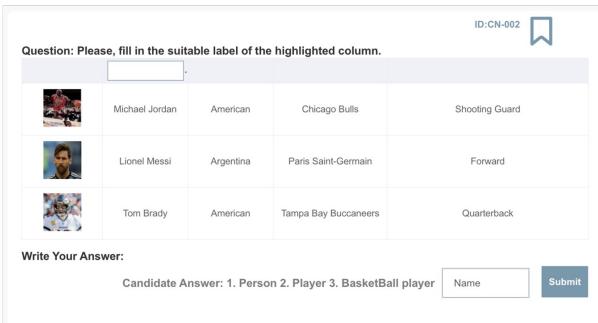 ID:CN-002
Question: Please, fill in the suitable label of the highlighted column.
Michael Jordan American Chicago Bulls Shooting Guard
Lionel Messi Argentina Paris Saint-Germain Forward
Tom Brady American Tampa Bay Buccaneers Quarterback
Write Your Answer:
Candidate Answer: 1. Person 2. Player 3. BasketBall player Name Submit